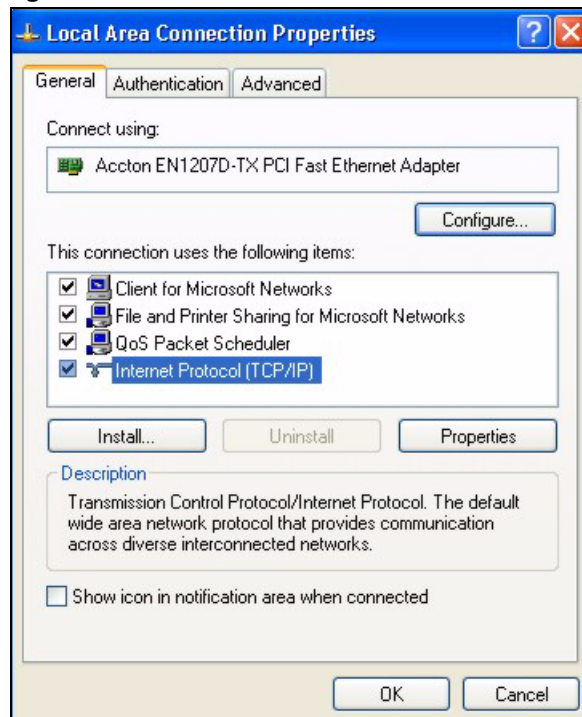 Local Area Connection Properties
General
Authentication
Advanced
Connect using:
Accton EN1207D-TX PCI Fast Ethernet Adapter
Configure...
This connection uses the following items:
Client for Microsoft Networks
File and Printer Sharing for Microsoft Networks
QoS Packet Scheduler
Internet Protocol (TCP/IP)
Install...
Uninstall
Properties
Description
Transmission Control Protocol/Internet Protocol. The default
wide area network protocol that provides communication
across diverse interconnected networks.
Show icon in notification area when connected
OK
Cancel